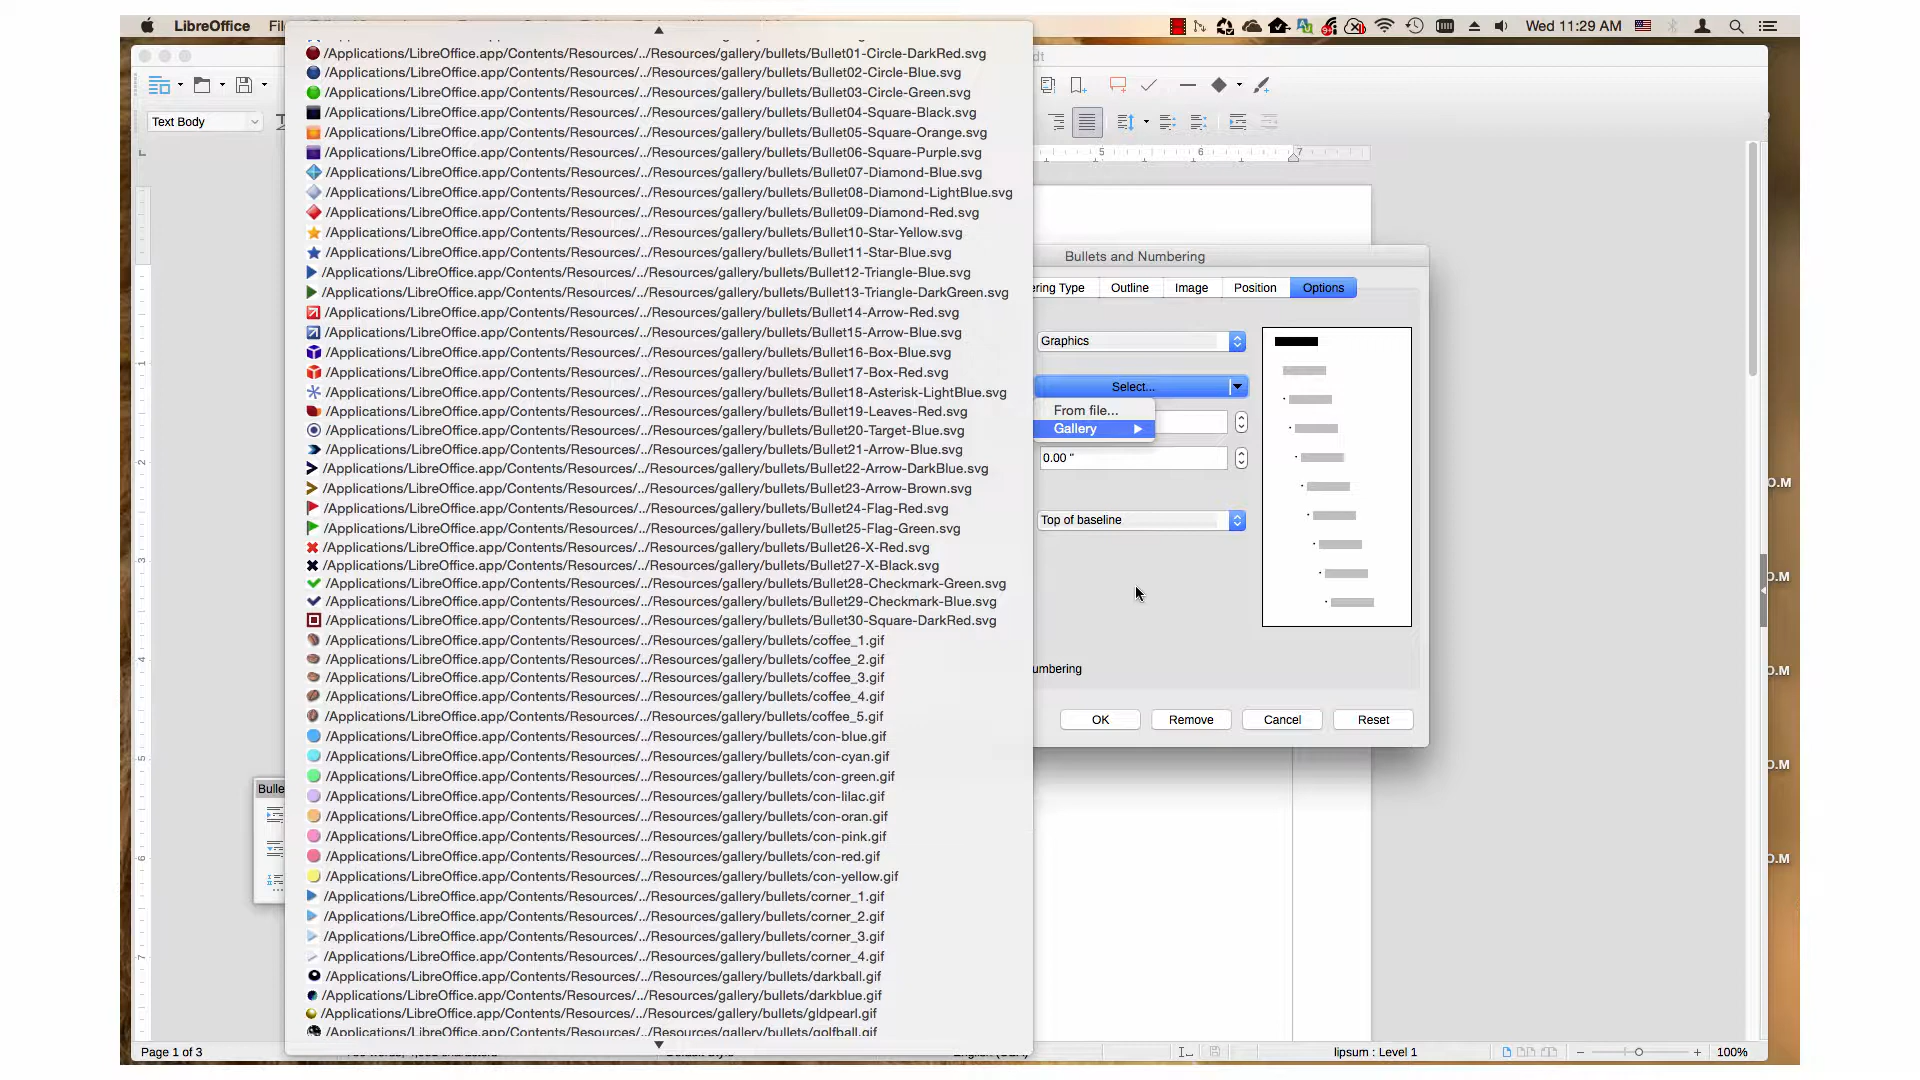 LibreOffice
Wed 11:29 AM
Text Body
/Applications/LibreOffice.app/Contents/Resources/../Resources/gallery/bullets/Bullet01-Circle-DarkRed.svg
/Applications/LibreOffice.app/Contents/Resources/../Resources/gallery/bullets/Bullet02-Circle-Blue.svg
/Applications/LibreOffice.app/Contents/Resources/../Resources/gallery/bullets/Bullet03-Circle-Green.svg
/Applications/LibreOffice.app/Contents/Resources/../Resources/gallery/bullets/Bullet04-Square-Black.svg
/Applications/LibreOffice.app/Contents/Resources/../Resources/gallery/bullets/Bullet05-Square-Orange.svg
/Applications/LibreOffice.app/Contents/Resources/../Resources/gallery/bullets/Bullet06-Square-Purple.svg
/Applications/LibreOffice.app/Contents/Resources/../Resources/gallery/bullets/Bullet07-Diamond-Blue.svg
/Applications/LibreOffice.app/Contents/Resources/../Resources/gallery/bullets/Bullet08-Diamond-LightBlue.svg
/Applications/LibreOffice.app/Contents/Resources/../Resources/gallery/bullets/Bullet09-Diamond-Red.svg
/Applications/LibreOffice.app/Contents/Resources/../Resources/gallery/bullets/Bullet10-Star-Yellow.svg
/Applications/LibreOffice.app/Contents/Resources/../Resources/gallery/bullets/Bullet11-Star-Blue.svg
/Applications/LibreOffice.app/Contents/Resources/../Resources/gallery/bullets/Bullet12-Triangle-Blue.svg
/Applications/LibreOffice.app/Contents/Resources/../Resources/gallery/bullets/Bullet13-Triangle-DarkGreen.svg
/Applications/LibreOffice.app/Contents/Resources/../Resources/gallery/bullets/Bullet14-Arrow-Red.svg
/Applications/LibreOffice.app/Contents/Resources/../Resources/gallery/bullets/Bullet15-Arrow-Blue.svg
/Applications/LibreOffice.app/Contents/Resources/../Resources/gallery/bullets/Bullet16-Box-Blue.svg
/Applications/LibreOffice.app/Contents/Resources/../Resources/gallery/bullets/Bullet17-Box-Red.svg
/Applications/LibreOffice.app/Contents/Resources/../Resources/gallery/bullets/Bullet18-Asterisk-LightBlue.svg
/Applications/LibreOffice.app/Contents/Resources/../Resources/gallery/bullets/Bullet19-Leaves-Red.svg
/Applications/LibreOffice.app/Contents/Resources/../Resources/gallery/bullets/Bullet20-Target-Blue.svg
/Applications/LibreOffice.app/Contents/Resources/../Resources/gallery/bullets/Bullet21-Arrow-Blue.svg
/Applications/LibreOffice.app/Contents/Resources/../Resources/gallery/bullets/Bullet22-Arrow-DarkBlue.svg
/Applications/LibreOffice.app/Contents/Resources/../Resources/gallery/bullets/Bullet23-Arrow-Brown.svg
/Applications/LibreOffice.app/Contents/Resources/../Resources/gallery/bullets/Bullet24-Flag-Red.svg
/Applications/LibreOffice.app/Contents/Resources/../Resources/gallery/bullets/Bullet25-Flag-Green.svg
/Applications/LibreOffice.app/Contents/Resources/../Resources/gallery/bullets/Bullet26-X-Red.svg
/Applications/LibreOffice.app/Contents/Resources/../Resources/gallery/bullets/Bullet27-X-Black.svg
/Applications/LibreOffice.app/Contents/Resources/../Resources/gallery/bullets/Bullet28-Checkmark-Green.svg
/Applications/LibreOffice.app/Contents/Resources/../Resources/gallery/bullets/Bullet29-Checkmark-Blue.svg
/Applications/LibreOffice.app/Contents/Resources/../Resources/gallery/bullets/Bullet30-Square-DarkRed.svg
/Applications/LibreOffice.app/Contents/Resources/../Resources/gallery/bullets/coffee_1.gif
/Applications/LibreOffice.app/Contents/Resources/../Resources/gallery/bullets/coffee_2.gif
/Applications/LibreOffice.app/Contents/Resources/../Resources/gallery/bullets/coffee_3.gif
/Applications/LibreOffice.app/Contents/Resources/../Resources/gallery/bullets/coffee_4.gif
/Applications/LibreOffice.app/Contents/Resources/../Resources/gallery/bullets/coffee_5.gif
/Applications/LibreOffice.app/Contents/Resources/../Resources/gallery/bullets/con-blue.gif
/Applications/LibreOffice.app/Contents/Resources/../Resources/gallery/bullets/con-cyan.gif
/Applications/LibreOffice.app/Contents/Resources/../Resources/gallery/bullets/con-green.gif
/Applications/LibreOffice.app/Contents/Resources/../Resources/gallery/bullets/con-lilac.gif
/Applications/LibreOffice.app/Contents/Resources/../Resources/gallery/bullets/con-oran.gif
/Applications/LibreOffice.app/Contents/Resources/../Resources/gallery/bullets/con-pink.gif
/Applications/LibreOffice.app/Contents/Resources/../Resources/gallery/bullets/con-red.gif
/Applications/LibreOffice.app/Contents/Resources/../Resources/gallery/bullets/con-yellow.gif
/Applications/LibreOffice.app/Contents/Resources/../Resources/gallery/bullets/corner_1.gif
/Applications/LibreOffice.app/Contents/Resources/../Resources/gallery/bullets/corner_2.gif
/Applications/LibreOffice.app/Contents/Resources/../Resources/gallery/bullets/corner_3.gif
/Applications/LibreOffice.app/Contents/Resources/../Resources/gallery/bullets/corner_4.gif
/Applications/LibreOffice.app/Contents/Resources/../Resources/gallery/bullets/darkball.gif
/Applications/LibreOffice.app/Contents/Resources/../Resources/gallery/bullets/darkblue.gif
/Applications/LibreOffice.app/Contents/Resources/../Resources/gallery/bullets/gldpearl.gif
/Applications/LibreOffice.app/Contents/Resources/../Resources/gallery/bullets/golfball.gif
5 6 7
Bullets and Numbering
ering Type Outline Image Position Options
Graphics
Select...
From file...
Gallery
0.00 "
Top of baseline
umbering
OK Remove Cancel Reset
Bulle
1
2
3
4
5
6
7
O.M
O.M
O.M
O.M
O.M
Page 1 of 3
lipsum : Level 1
100%